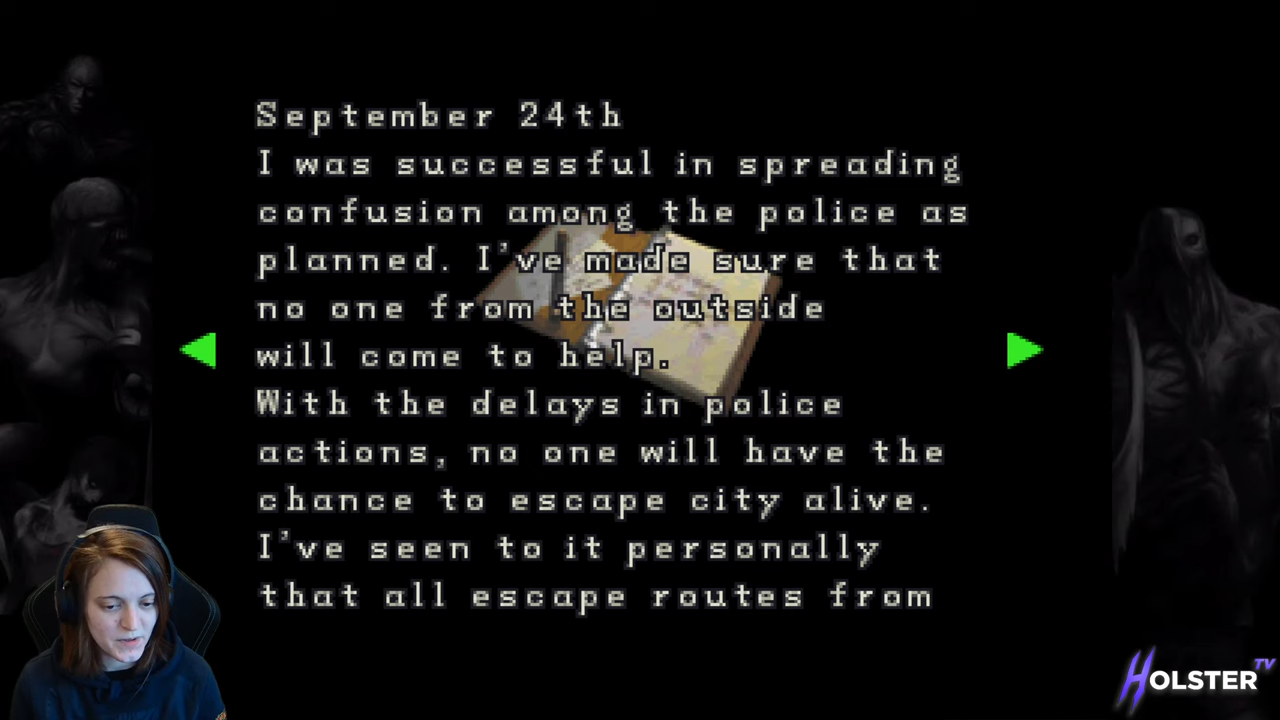 September 24th
I was successful in spreading
confusion among the police as
planned. I've made sure that
no one from the outside
will come to help.
With the delays in police
actions, no one will have the
chance to escape city alive.
I've seen to it personally
that all escape routes from
HOLSTER TV